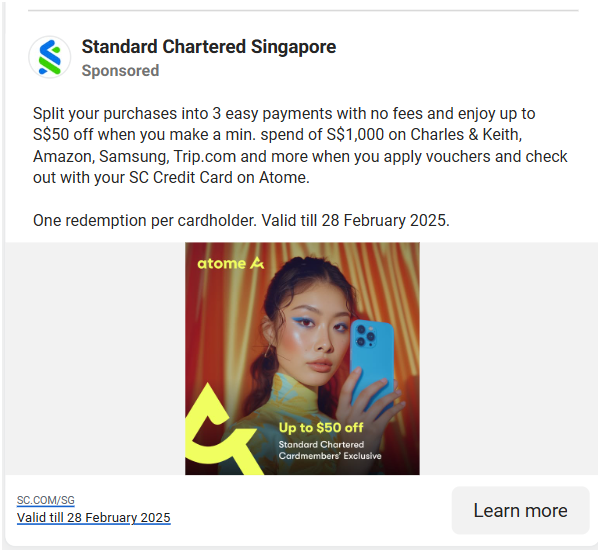 Standard Chartered Singapore
Sponsored
Split your purchases into 3 easy payments with no fees and enjoy up to
S$50 off when you make a min. spend of S$1,000 on Charles & Keith,
Amazon, Samsung, Trip.com and more when you apply vouchers and check
out with your SC Credit Card on Atome.
One redemption per cardholder. Valid till 28 February 2025.
atome
Up to $50 off
Standard Chartered
Cardmembers' Exclusive
SC.COM/SG
Valid till 28 February 2025
Learn more